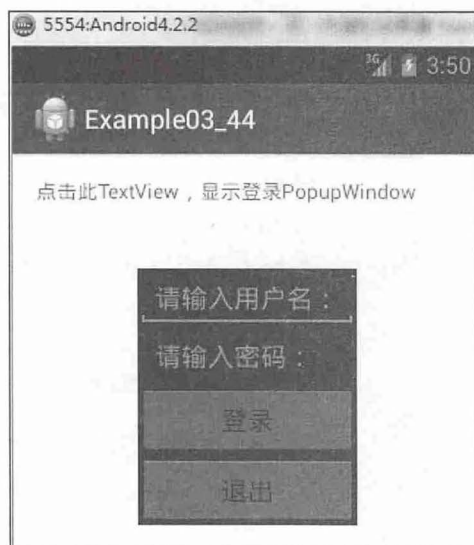 5554:Android4.2.2
3G 3:50
Example03_44
点击此TextView，显示登录PopupWindow
请输入用户名：
请输入密码：
登录
退出